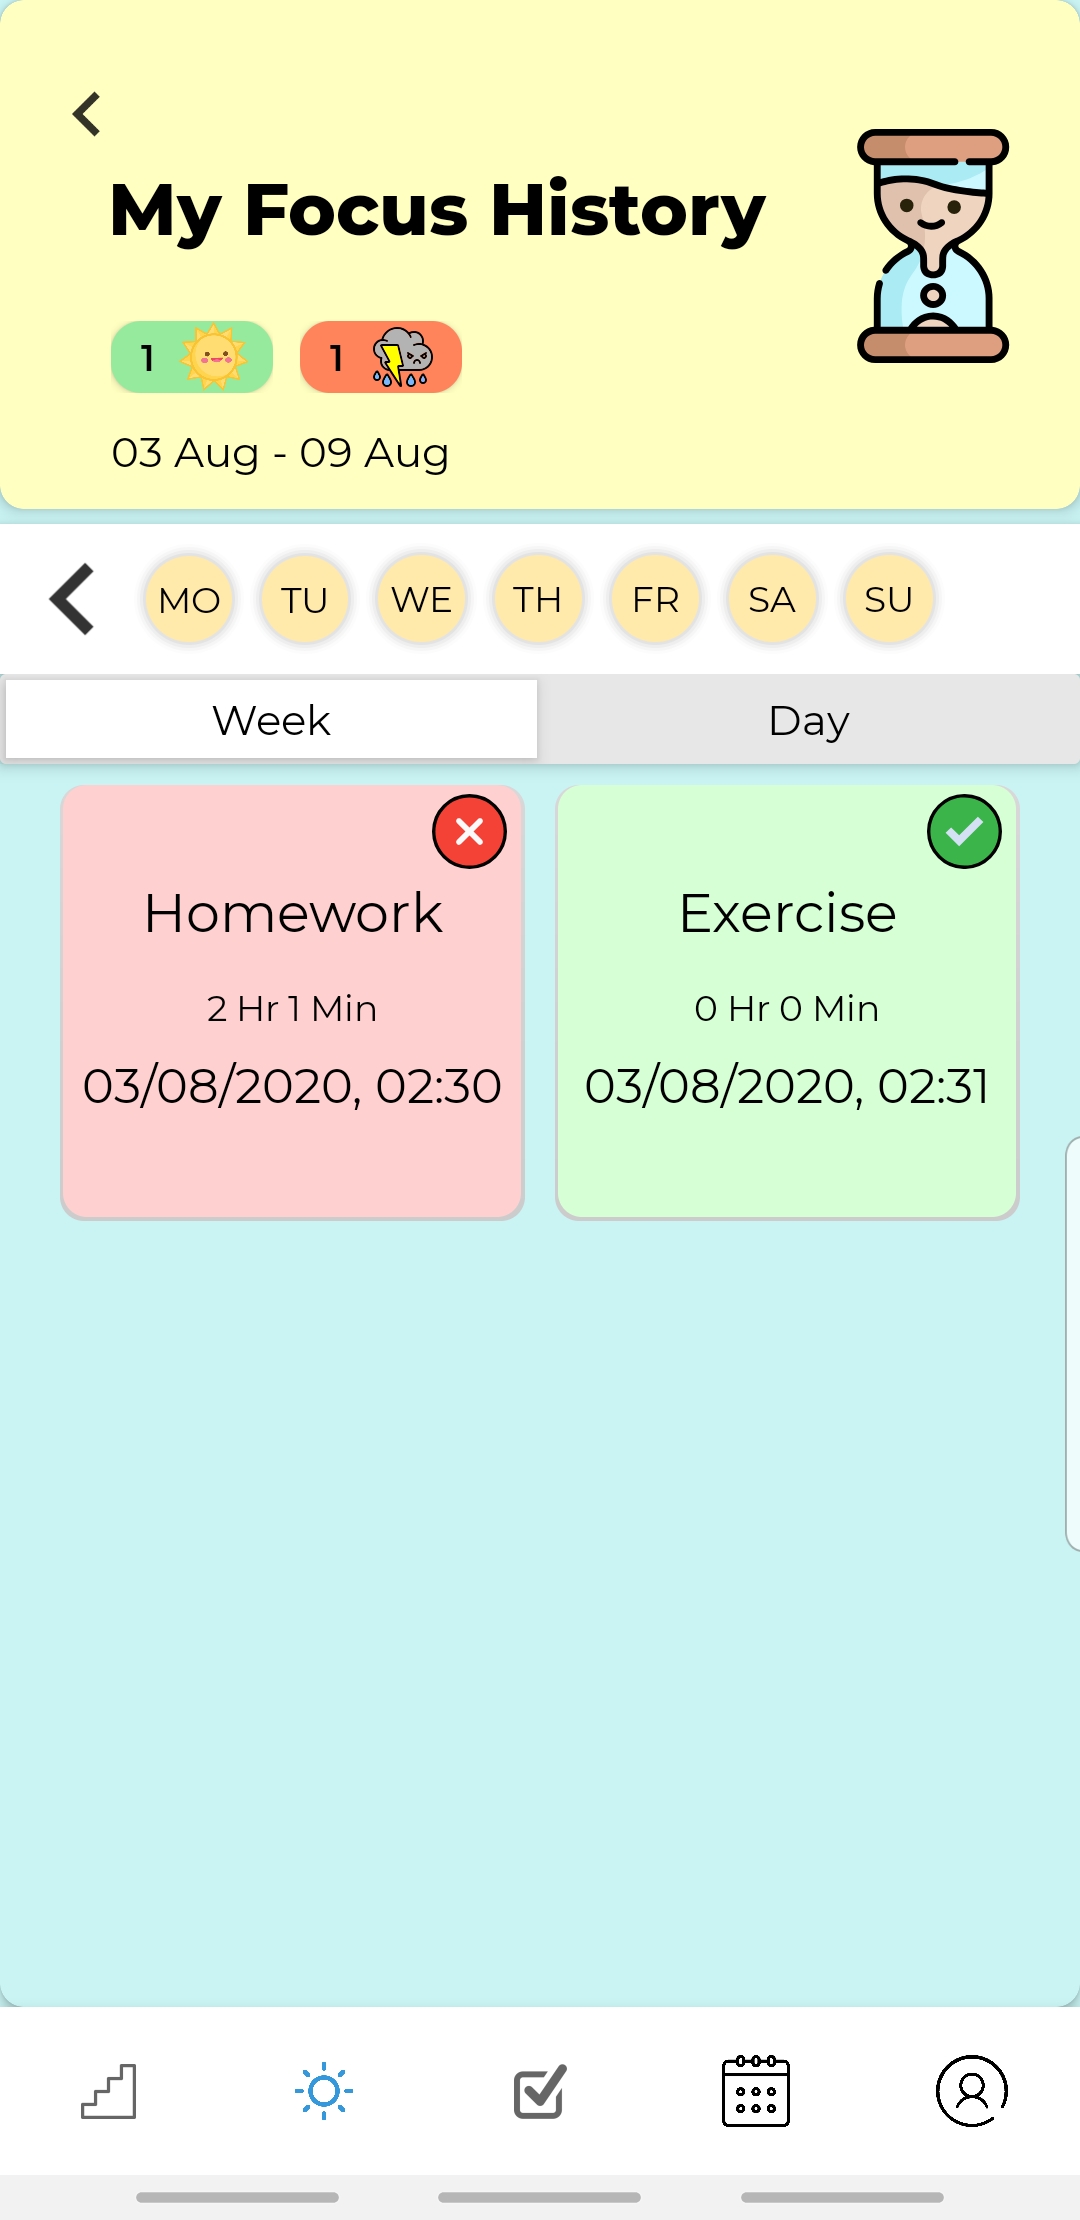 My Focus History
1 1
03 Aug - 09 Aug
MO TU WE TH FR SA SU
Week Day
Homework
2 Hr 1 Min
03/08/2020, 02:30
Exercise
0 Hr 0 Min
03/08/2020, 02:31